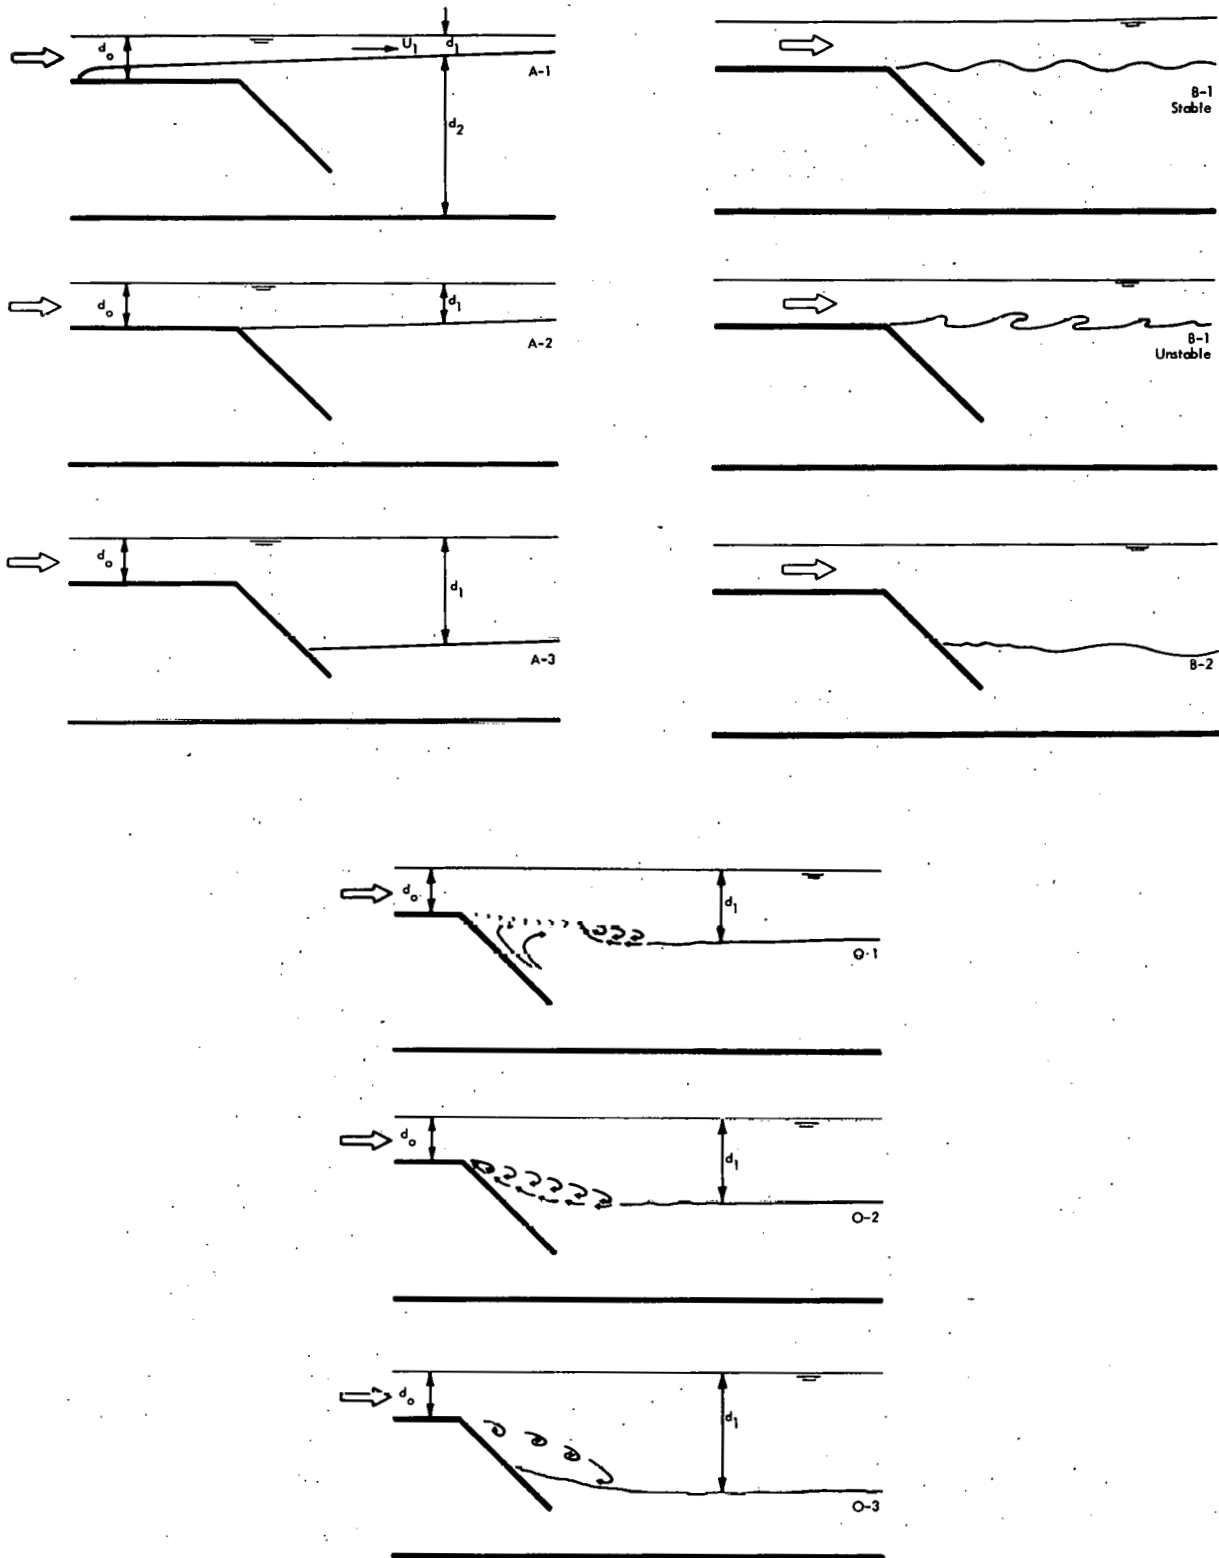 d₀
U₁
d₁
A-1
d₂
B-1
Stable
d₀
d₁
A-2
B-1
Unstable
d₀
d₁
A-3
B-2
d₀
d₁
O-1
d₀
d₁
O-2
d₀
d₁
O-3